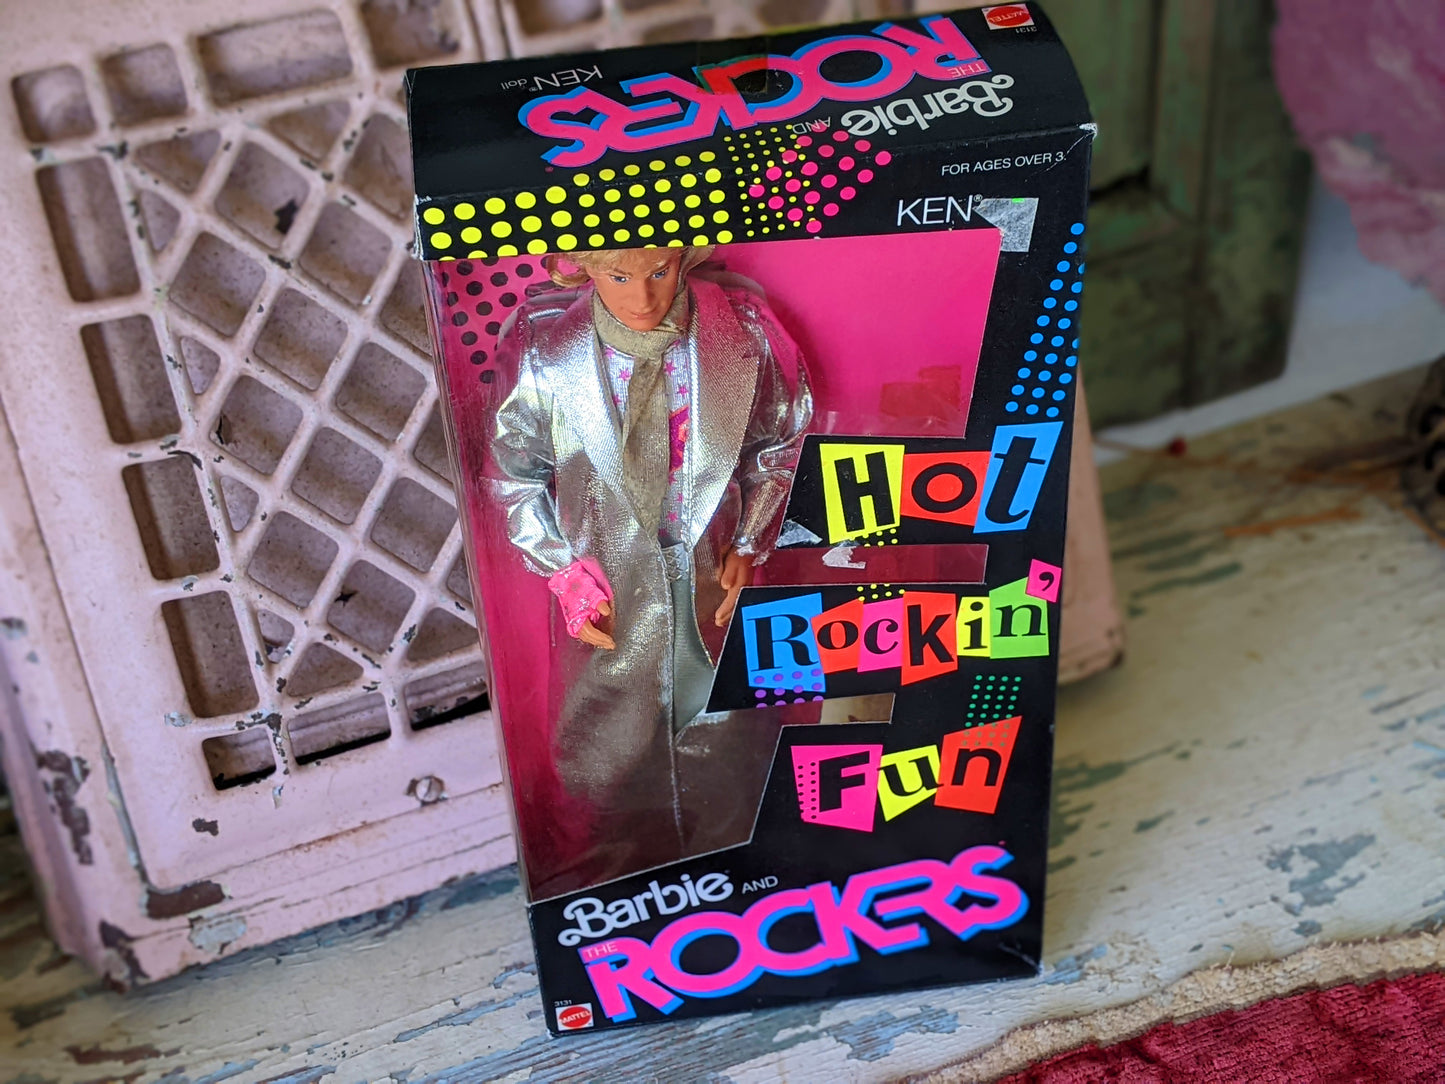 MATTEL
3131
Barbie AND
THE ROCKERS
KEN® doll
FOR AGES OVER 3.
KEN®
Hot
Rockin'
Fun
Barbie® AND
THE ROCKERS
3131
MATTEL